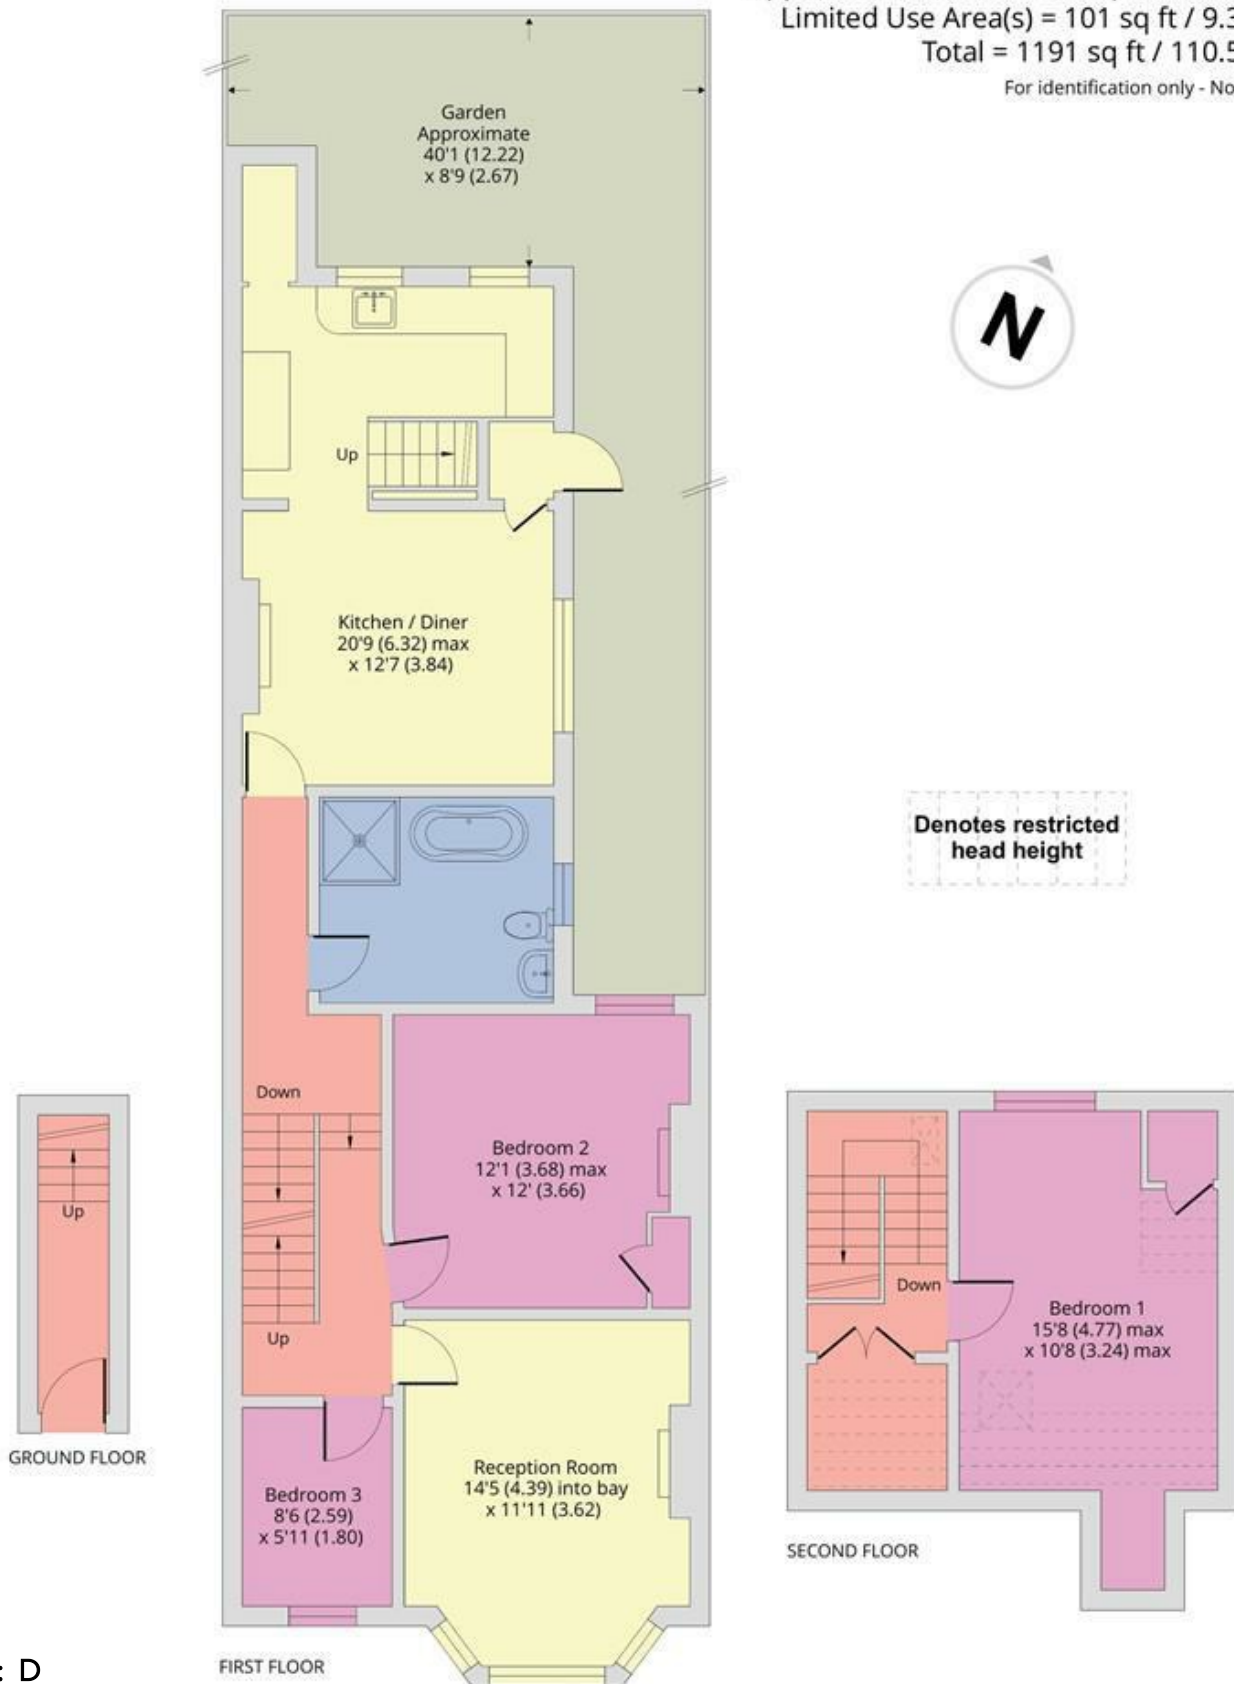 Limited Use Area(s) = 101 sq ft / 9.3
Total = 1191 sq ft / 110.5
For identification only - No
Garden
Approximate
40'1 (12.22)
x 8'9 (2.67)
N
Up
Kitchen / Diner
20'9 (6.32) max
x 12'7 (3.84)
Denotes restricted
head height
Down
Bedroom 2
12'1 (3.68) max
x 12' (3.66)
Up
Up
GROUND FLOOR
Bedroom 3
8'6 (2.59)
x 5'11 (1.80)
Reception Room
14'5 (4.39) into bay
x 11'11 (3.62)
FIRST FLOOR
Down
Bedroom 1
15'8 (4.77) max
x 10'8 (3.24) max
SECOND FLOOR
: D